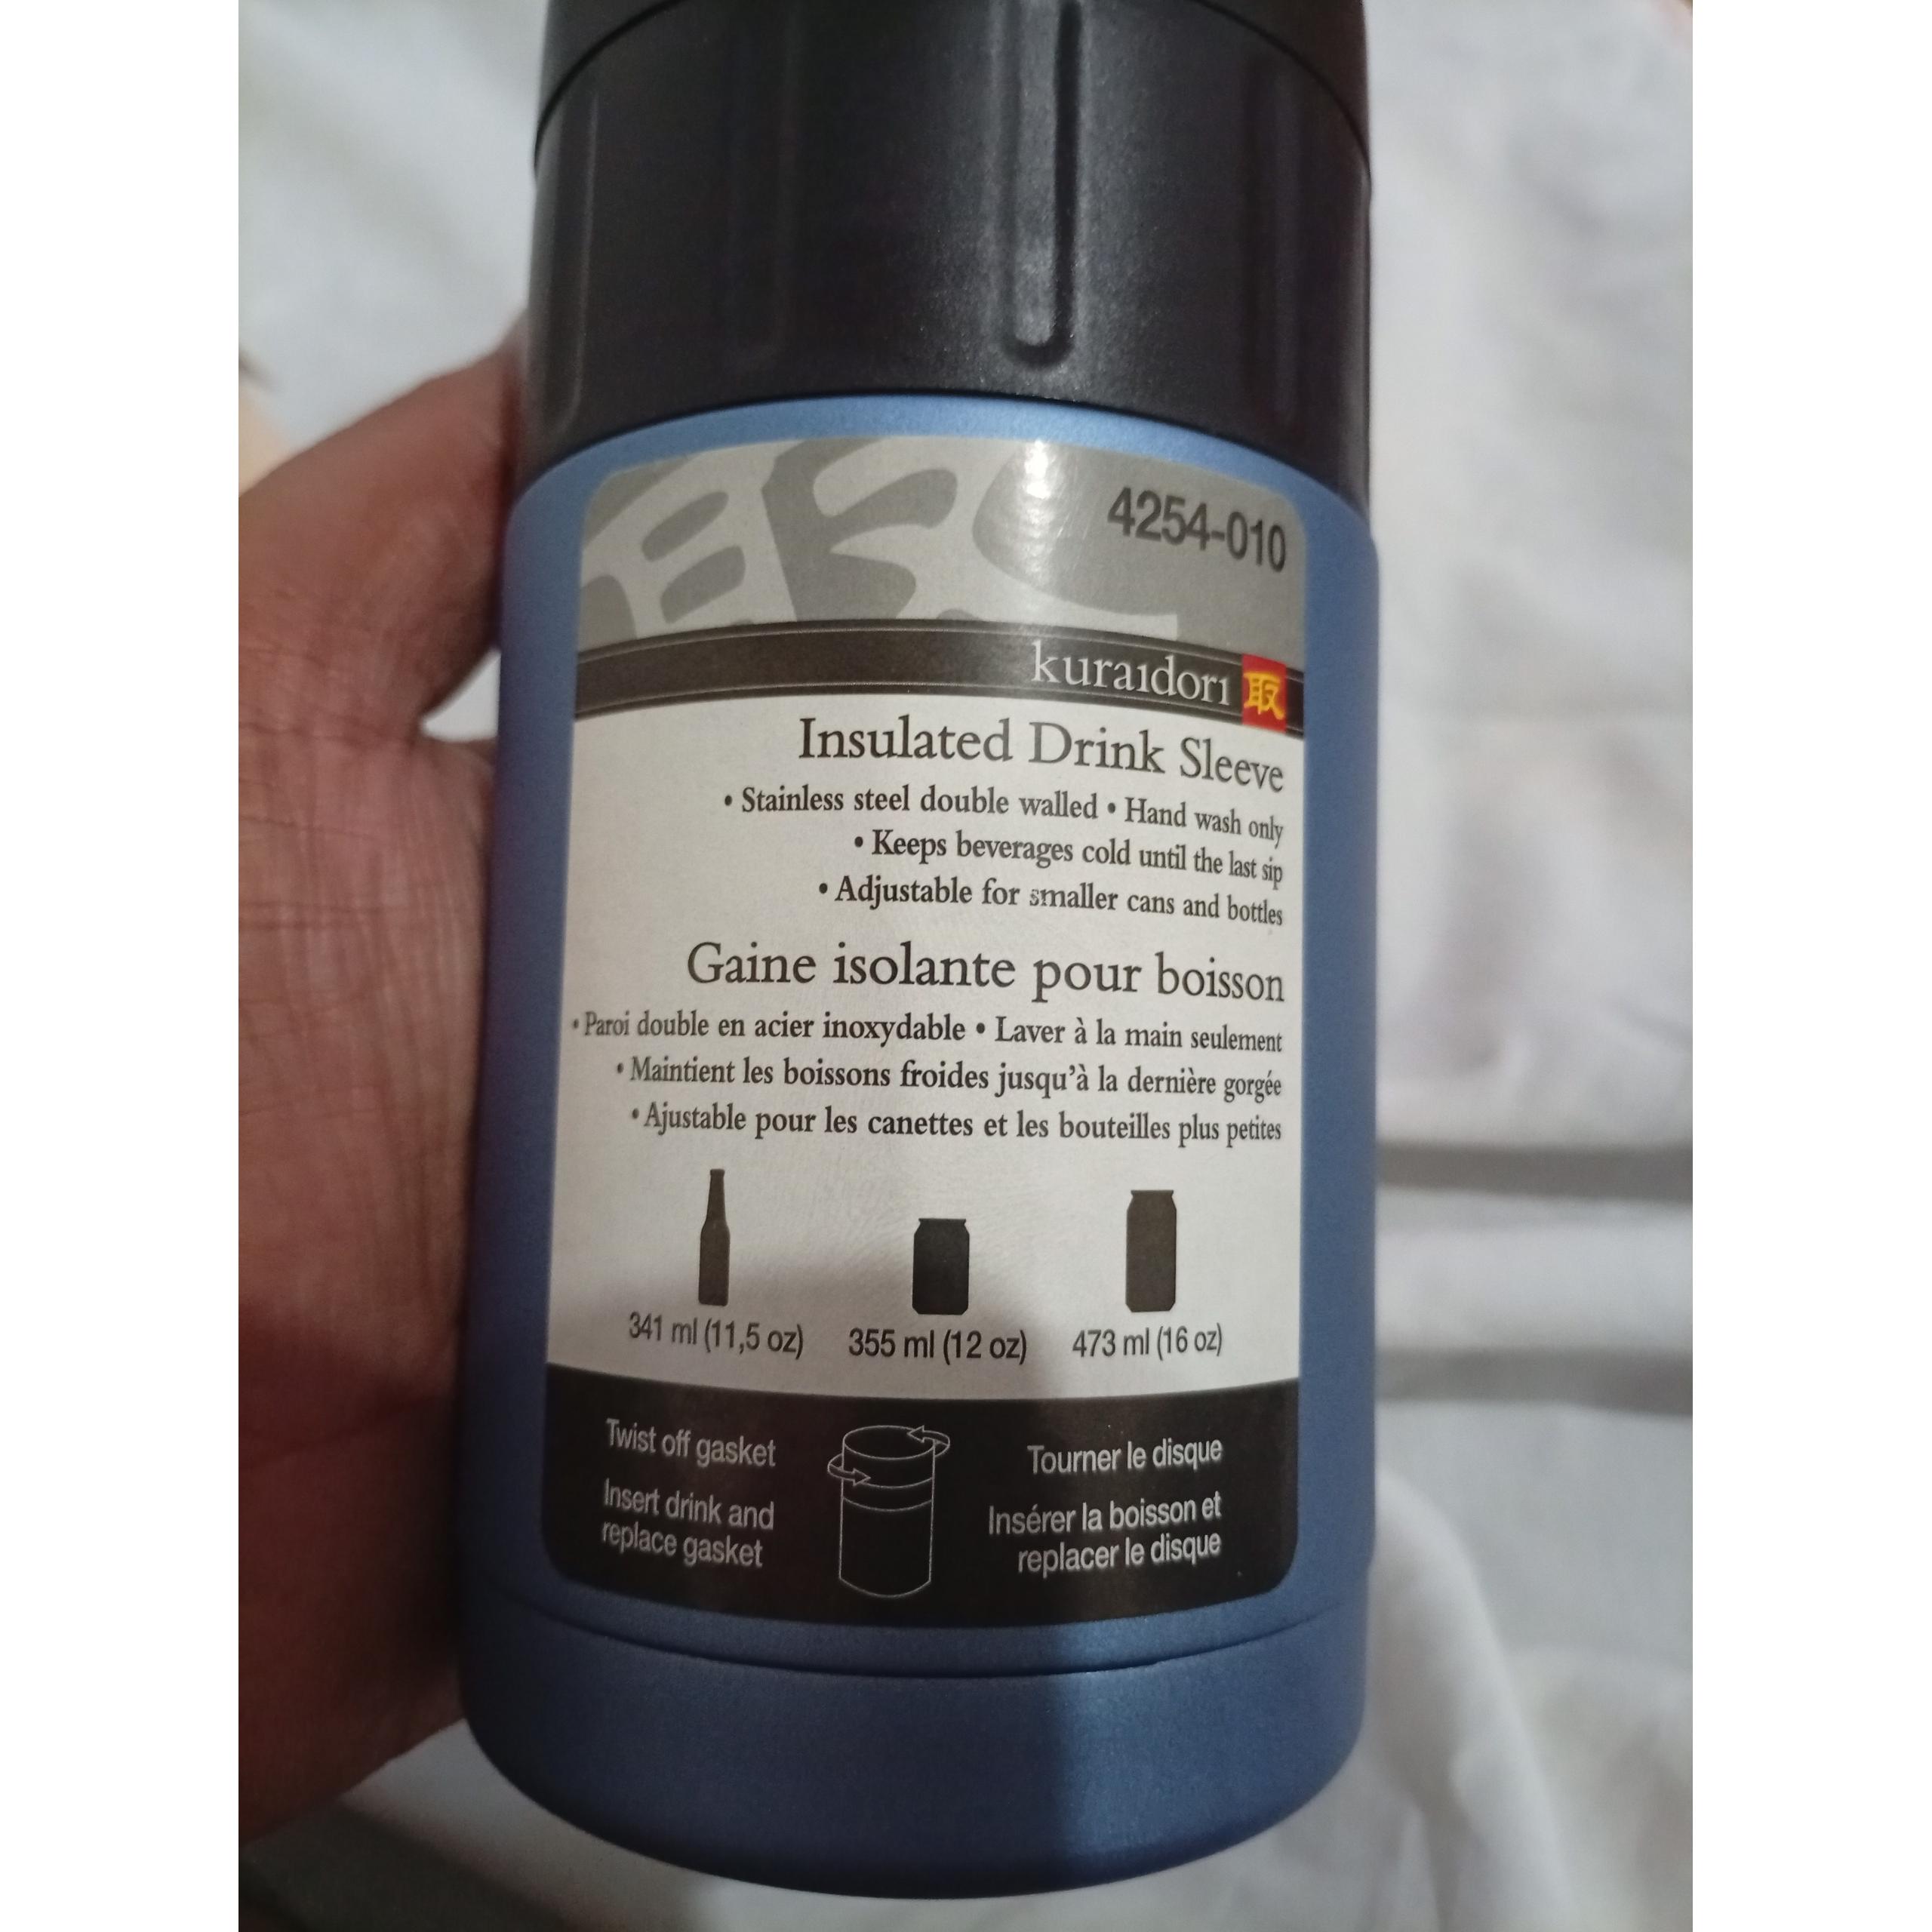 4254-010
kuraidori 取
Insulated Drink Sleeve
• Stainless steel double walled • Hand wash only
• Keeps beverages cold until the last sip
• Adjustable for smaller cans and bottles
Gaine isolante pour boisson
• Paroi double en acier inoxydable • Laver à la main seulement
• Maintient les boissons froides jusqu'à la dernière gorgée
• Ajustable pour les canettes et les bouteilles plus petites
341 ml (11,5 oz) 355 ml (12 oz) 473 ml (16 oz)
Twist off gasket
Insert drink and
replace gasket
Tourner le disque
Insérer la boisson et
replacer le disque